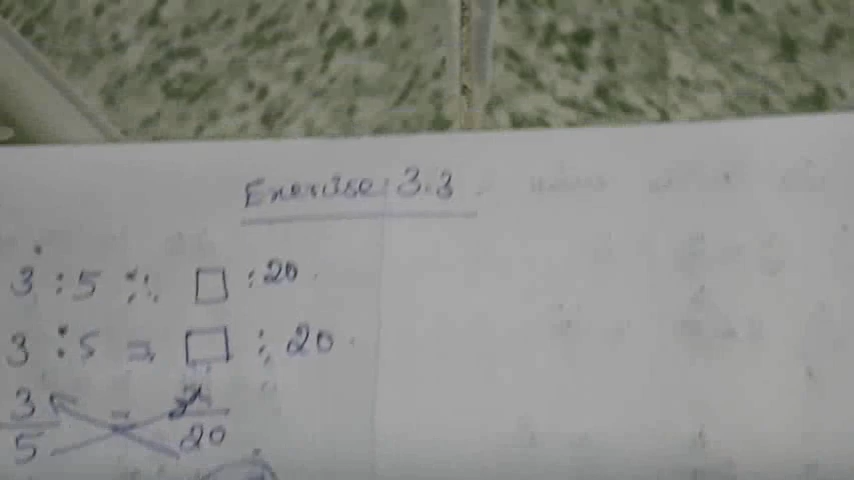 Exercise 3.3
3 : 5 :: □ : 20
3 : 5 = □ : 20
3/5 = x/20